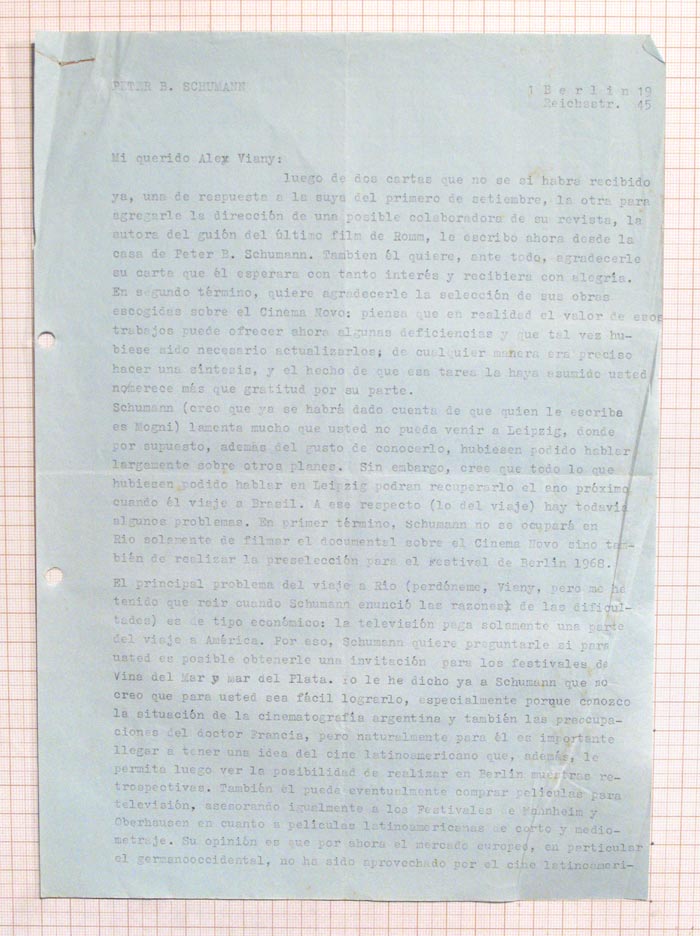 PETER B. SCHUMANN
1 B e r l i n 19
Reichsstr. 45
Mi querido Alex Viany:
luego de dos cartas que no se si habra recibido
ya, una de respuesta a la suya del primero de setiembre, la otra para
agregarle la dirección de una posible colaboradora de su revista, la
autora del guión del último film de Romm, le escribo ahora desde la
casa de Peter B. Schumann. Tambien él quiere, ante todo, agradecerle
su carta que él esperara con tanto interés y recibiera con alegria.
En segundo término, quiere agradecerle la selección de sus obras
escogidas sobre el Cinema Novo: piensa que en realidad el valor de esos
trabajos puede ofrecer ahora algunas deficiencias y que tal vez hu-
biese sido necesario actualizarlos; de cualquier manera era preciso
hacer una síntesis, y el hecho de que esa tarea la haya asumido usted
no merece más que gratitud por su parte.
Schumann (creo que ya se habrá dado cuenta de que quien le escriba
es Mogni) lamenta mucho que usted no pueda venir a Leipzig, donde
por supuesto, además del gusto de conocerlo, hubiesen podido hablar
largamente sobre otros planes. Sin embargo, cree que todo lo que
hubiesen podido hablar en Leipzig podran recuperarlo el ano próximo
cuando él viaje a Brasil. A ese respecto (lo del viaje) hay todavia
algunos problemas. En primer término, Schumann no se ocupará en
Rio solamente de filmar el documental sobre el Cinema Novo sino tam-
bién de realizar la preselección para el Festival de Berlin 1968.
El principal problema del viaje a Rio (perdóneme, Viany, pero me ha
tenido que reir cuando Schumann enunció las razones de las dificul-
tades) es de tipo económico: la televisión paga solamente una parte
del viaje a América. Por eso, Schumann quiere preguntarle si para
usted es posible obtenerle una invitación para los festivales de
Vina del Mar y mar del Plata. Yo le he dicho ya a Schumann que no
creo que para usted sea fácil lograrlo, especialmente porque conozco
la situación de la cinematografia argentina y también las preocupa-
ciones del doctor Francia, pero naturalmente para él es importante
llegar a tener una idea del cine latinoamericano que, además, le
permita luego ver la posibilidad de realizar en Berlin muestras re-
trospectivas. También él puede eventualmente comprar peliculas para
televisión, asesorando igualmente a los Festivales de Mannheim y
Oberhausen en cuanto a peliculas latinoamericanas de corto y medio-
metraje. Su opinión es que por ahora el mercado europeo, en particular
el germanooccidental, no ha sido aprovechado por el cine latinoameri-